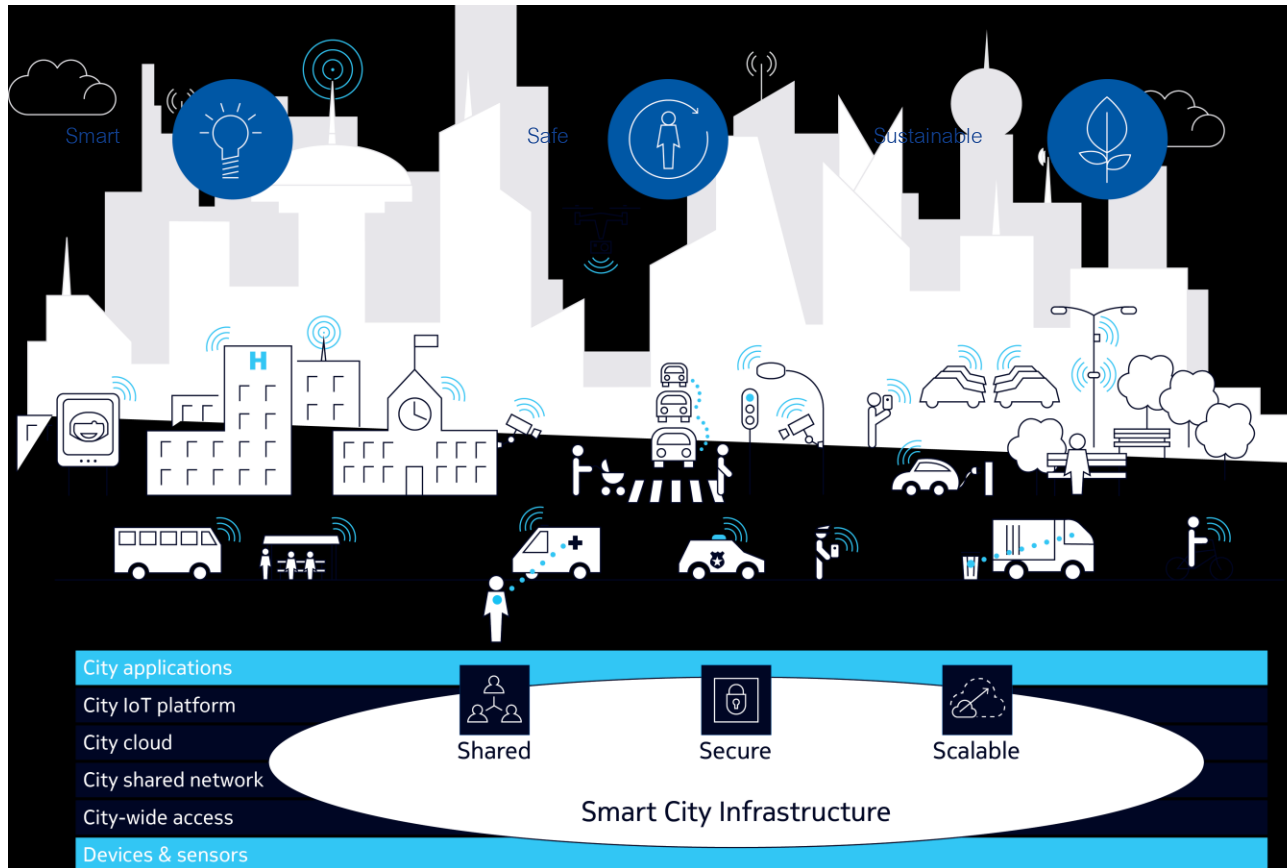 Smart
Safe
Sustainable
H
City applications
City IoT platform
City cloud
City shared network
City-wide access
Devices & sensors
Shared
Secure
Scalable
Smart City Infrastructure